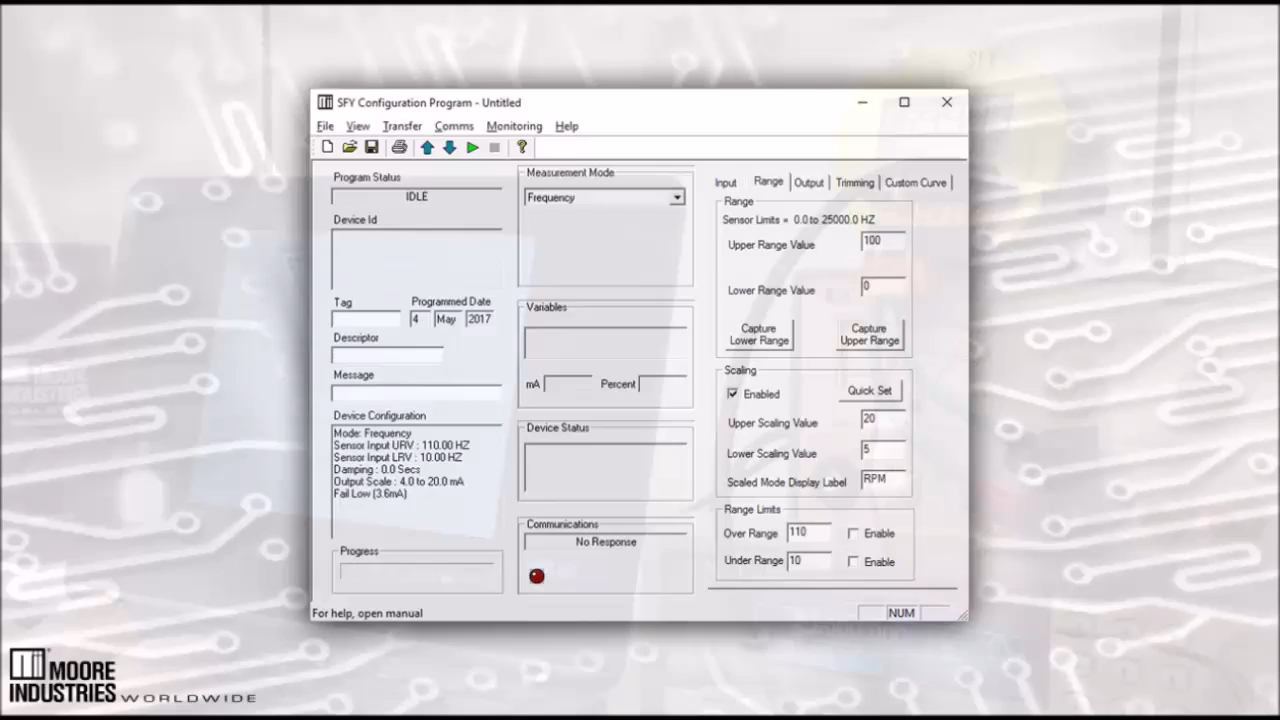 SFY Configuration Program - Untitled
File View Transfer Comms Monitoring Help
Program Status
IDLE
Device Id
Tag
Programmed Date
4 May 2017
Descriptor
Message
Device Configuration
Mode: Frequency
Sensor Input URV : 110.00 HZ
Sensor Input LRV : 10.00 HZ
Damping : 0.0 Secs
Output Scale : 4.0 to 20.0 mA
Fail Low (3.6mA)
Progress
For help, open manual
Measurement Mode
Frequency
Variables
mA
Percent
Device Status
Communications
No Response
Input Range Output Trimming Custom Curve
Range
Sensor Limits = 0.0 to 25000.0 HZ
Upper Range Value 100
Lower Range Value 0
Capture
Lower Range
Capture
Upper Range
Scaling
Enabled
Quick Set
Upper Scaling Value 20
Lower Scaling Value 5
Scaled Mode Display Label RPM
Range Limits
Over Range 110 Enable
Under Range 10 Enable
NUM
MOORE
INDUSTRIES WORLDWIDE